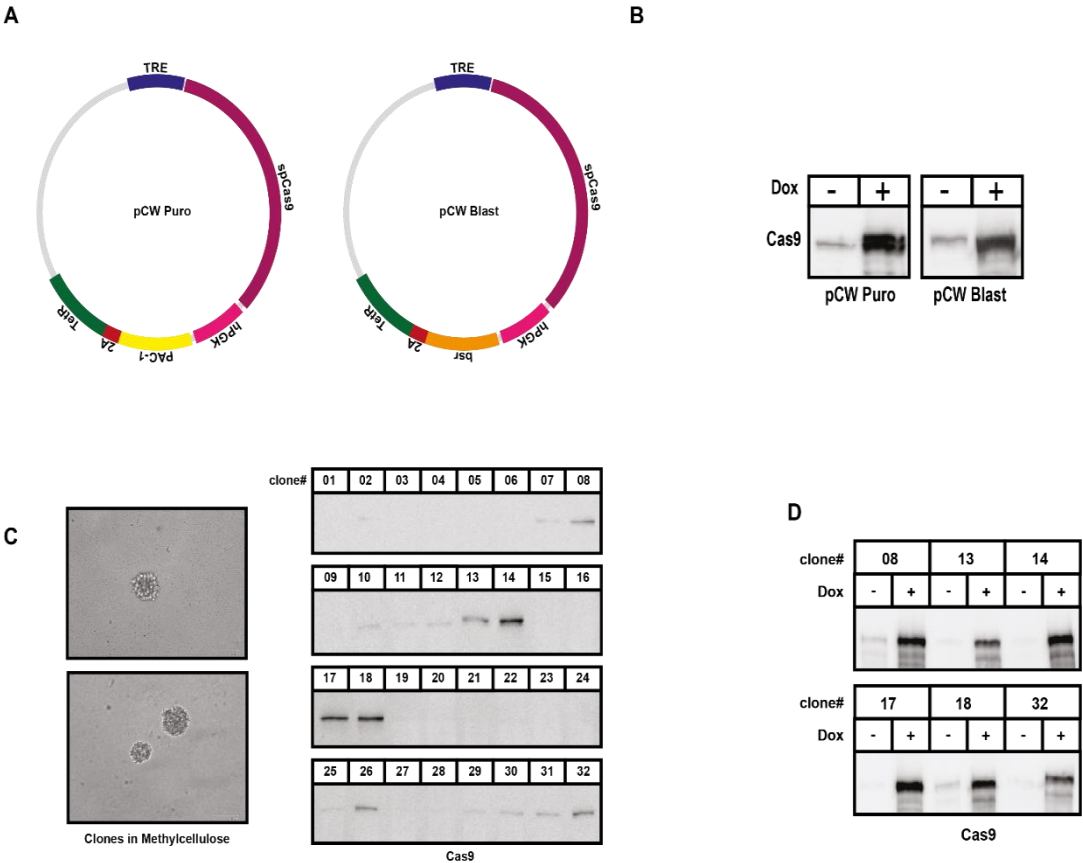 A
TRE
spCas9
hPGK
PAC-1
2A
TetR
pCW Puro
TRE
spCas9
hPGK
bsr
2A
TetR
pCW Blast
B
Dox - + - +
Cas9
pCW Puro pCW Blast
C
Clones in Methylcellulose
clone# 01 02 03 04 05 06 07 08
09 10 11 12 13 14 15 16
17 18 19 20 21 22 23 24
25 26 27 28 29 30 31 32
Cas9
D
clone# 08 13 14
Dox - + - + - +
clone# 17 18 32
Dox - + - + - +
Cas9